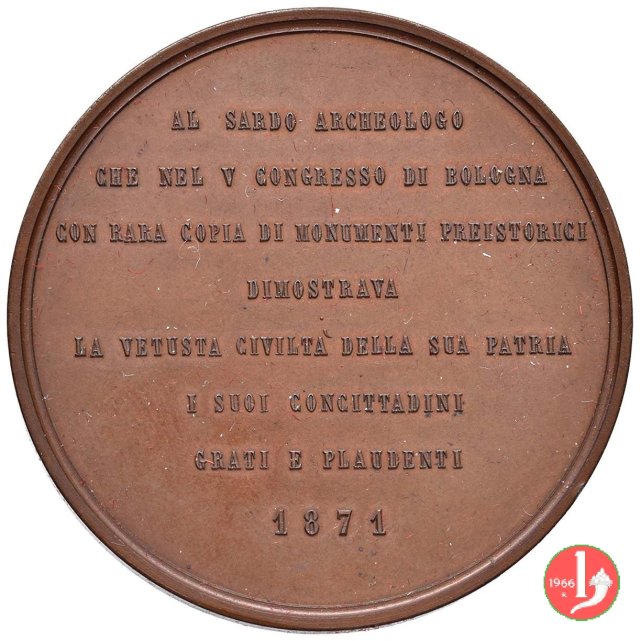 AL SARDO ARCHEOLOGO
CHE NEL V CONGRESSO DI BOLOGNA
CON RARA COPIA DI MONUMENTI PREISTORICI
DIMOSTRAVA
LA VETUSTA CIVILTÀ DELLA SUA PATRIA
I SUOI CONCITTADINI
GRATI E PLAUDENTI
1871
1966